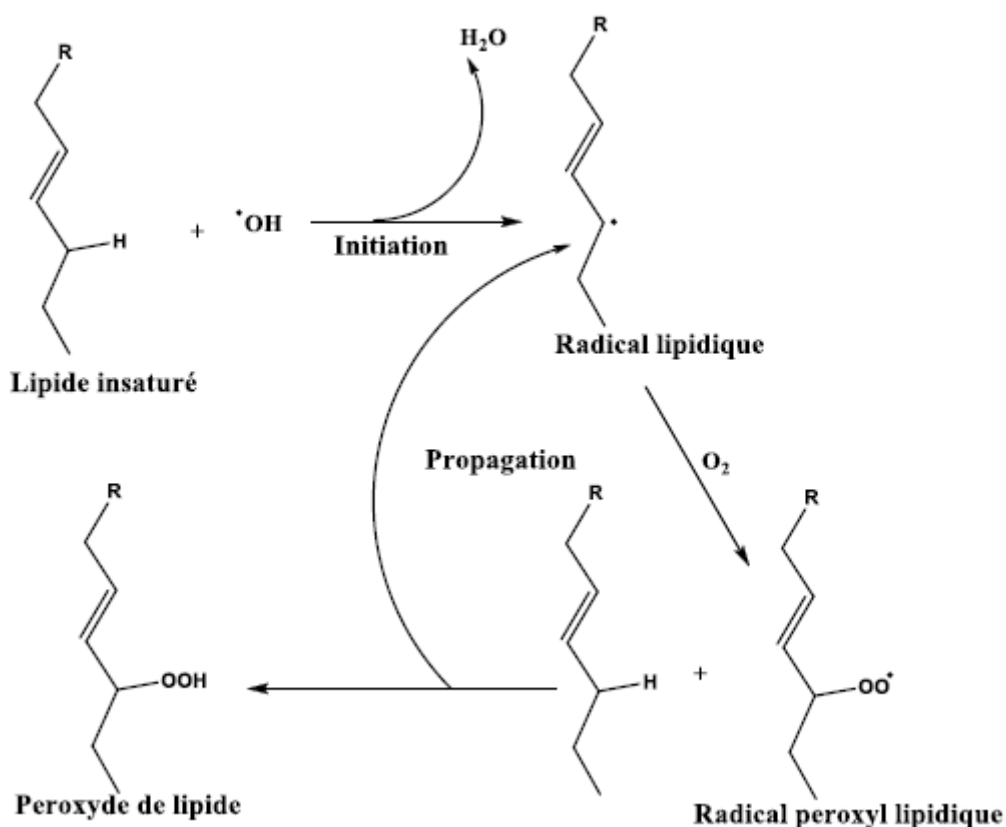 R
H₂O
R
H
+
•OH
Initiation
•
Radical lipidique
Lipide insaturé
Propagation
O₂
R
R
R
OOH
H
+
OO•
Peroxyde de lipide
Radical peroxyl lipidique